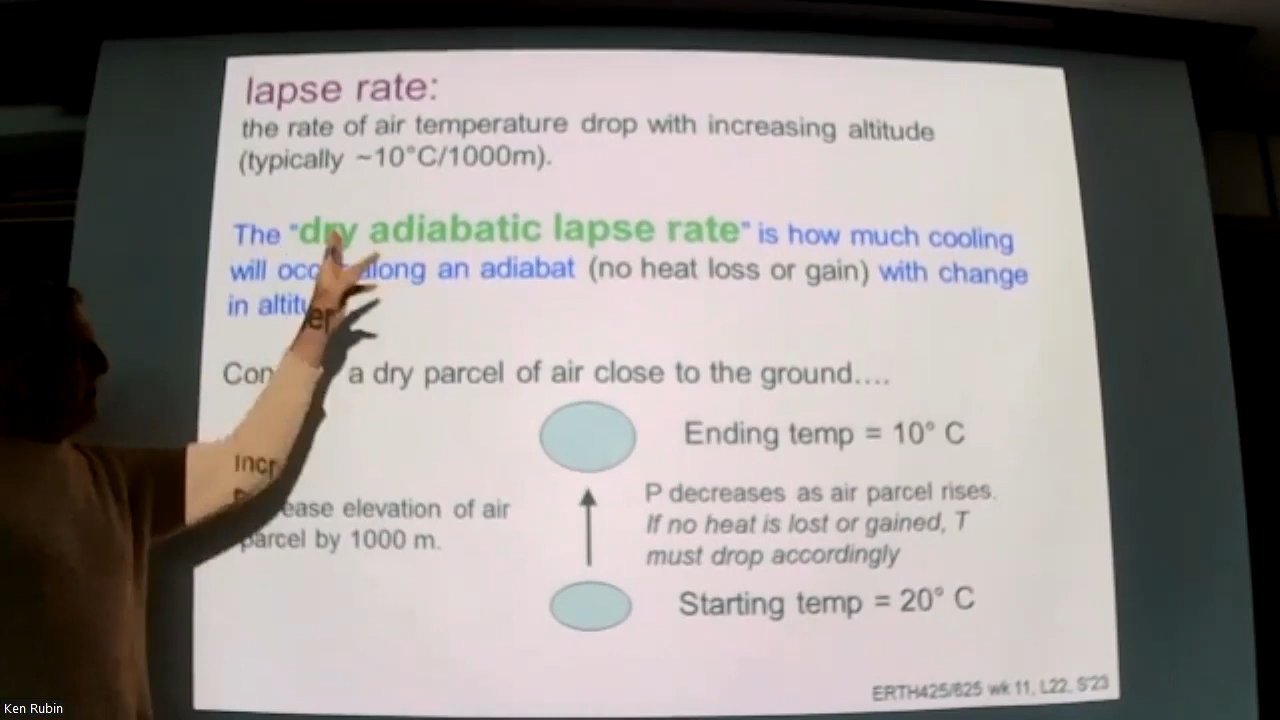 lapse rate:
the rate of air temperature drop with increasing altitude
(typically ~10°C/1000m).
The "dry adiabatic lapse rate" is how much cooling
will occ along an adiabat (no heat loss or gain) with change
in altitu er
Con a dry parcel of air close to the ground....
Ending temp = 10° C
Incr
ease elevation of air
parcel by 1000 m.
P decreases as air parcel rises.
If no heat is lost or gained, T
must drop accordingly
Starting temp = 20° C
ERTH425/625 wk 11, L22, S'23
Ken Rubin